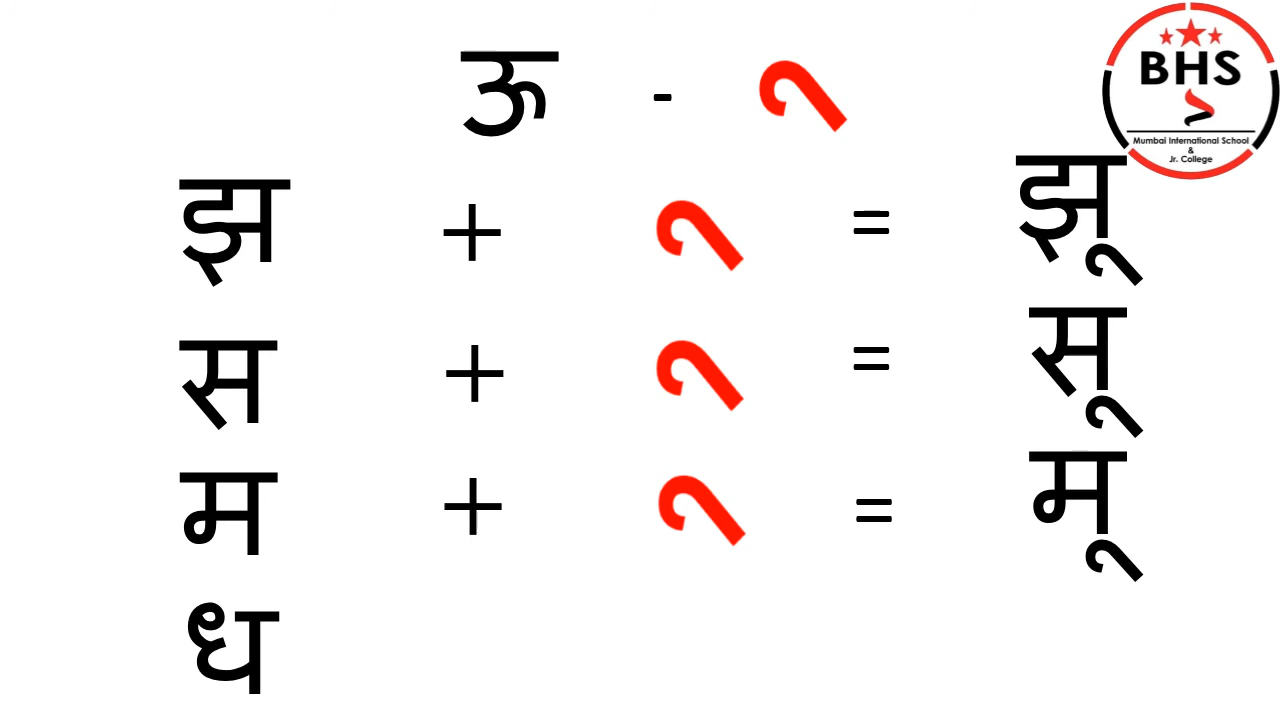 ऊ - ू
झ + ू = झू
स + ू = सू
म + ू = मू
ध
BHS
Mumbai International School
&
Jr. College